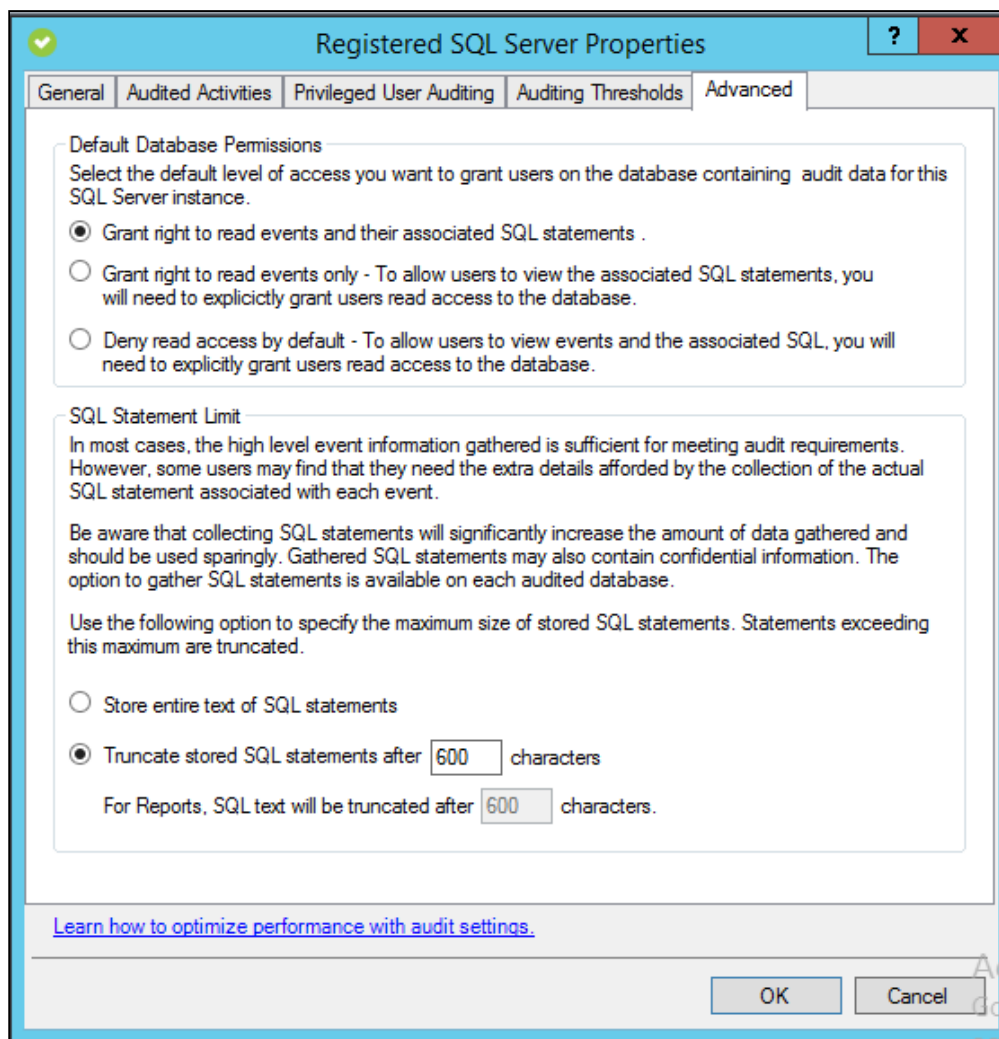 Registered SQL Server Properties
?
x
General
Audited Activities
Privileged User Auditing
Auditing Thresholds
Advanced
Default Database Permissions
Select the default level of access you want to grant users on the database containing audit data for this
SQL Server instance.
Grant right to read events and their associated SQL statements .
Grant right to read events only - To allow users to view the associated SQL statements, you
will need to explicictly grant users read access to the database.
Deny read access by default - To allow users to view events and the associated SQL, you will
need to explicitly grant users read access to the database.
SQL Statement Limit
In most cases, the high level event information gathered is sufficient for meeting audit requirements.
However, some users may find that they need the extra details afforded by the collection of the actual
SQL statement associated with each event.
Be aware that collecting SQL statements will significantly increase the amount of data gathered and
should be used sparingly. Gathered SQL statements may also contain confidential information. The
option to gather SQL statements is available on each audited database.
Use the following option to specify the maximum size of stored SQL statements. Statements exceeding
this maximum are truncated.
Store entire text of SQL statements
Truncate stored SQL statements after 600 characters
For Reports, SQL text will be truncated after 600 characters.
Learn how to optimize performance with audit settings.
OK
Cancel